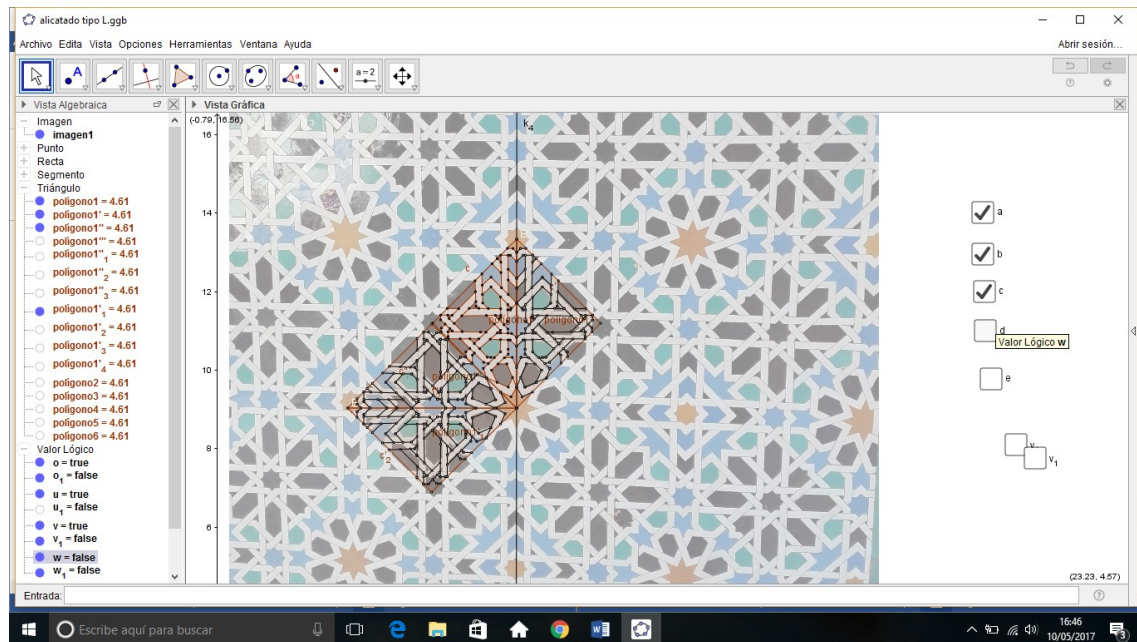 alicatado tipo L.ggb
Archivo Edita Vista Opciones Herramientas Ventana Ayuda
Abrir sesión...
A
α
a=2
Vista Algebraica
Imagen
imagen1
Punto
Recta
Segmento
Triángulo
polígono1 = 4.61
polígono1' = 4.61
polígono1'' = 4.61
polígono1''' = 4.61
polígono1''₁ = 4.61
polígono1''₂ = 4.61
polígono1''₃ = 4.61
polígono1'₁ = 4.61
polígono1'₂ = 4.61
polígono1'₃ = 4.61
polígono1'₄ = 4.61
polígono2 = 4.61
polígono3 = 4.61
polígono4 = 4.61
polígono5 = 4.61
polígono6 = 4.61
Valor Lógico
o = true
o₁ = false
u = true
u₁ = false
v = true
v₁ = false
w = false
w₁ = false
Vista Gráfica
(-0.79, 16.56)
16
14
12
10
8
6
k₄
c
c₂
a
b
c
d
Valor Lógico w
e
v
v₁
(23.23, 4.57)
Entrada:
Escribe aquí para buscar
16:46
10/05/2017
3